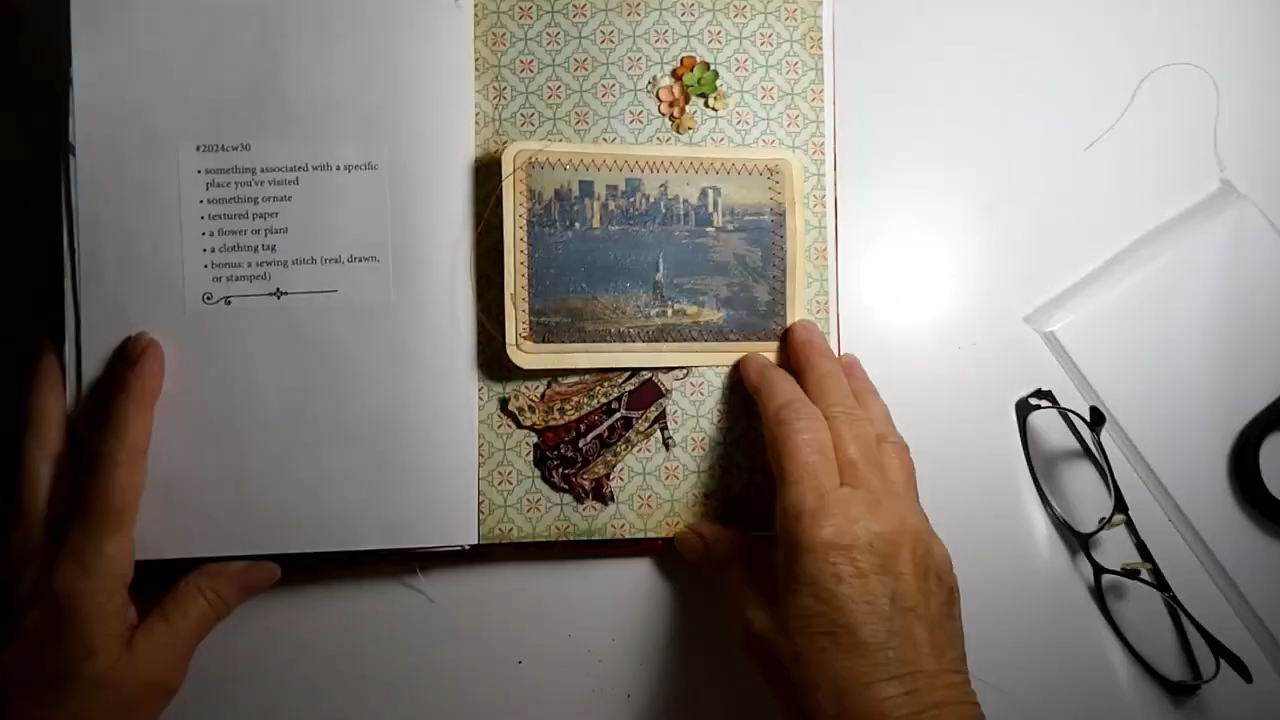 #2024cw30
• something associated with a specific
place you've visited
• something ornate
• textured paper
• a flower or plant
• a clothing tag
• bonus: a sewing stitch (real, drawn,
or stamped)